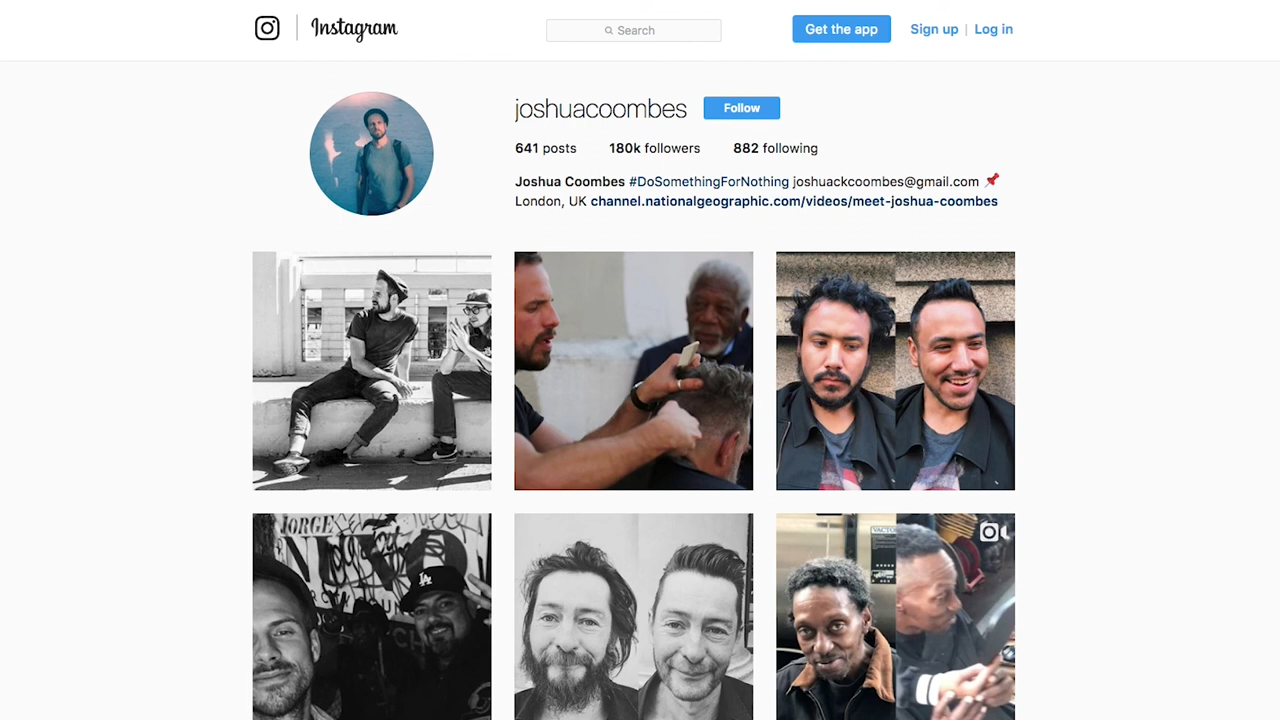 Instagram
Search
Get the app
Sign up | Log in
joshuacoombes
Follow
641 posts 180k followers 882 following
Joshua Coombes #DoSomethingForNothing joshuackcoombes@gmail.com
London, UK channel.nationalgeographic.com/videos/meet-joshua-coombes
JORGE
LA